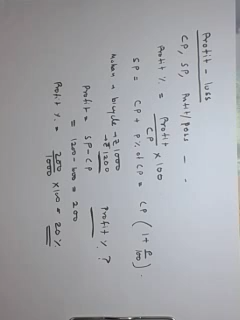 Profit - loss
CP, SP, Profit/loss - -
Profit % = Profit/CP × 100
SP = CP + P% of CP = CP (1 + P/100).
Mohan - bicycle - ₹1000
- ₹1200 Profit % ?
Profit = SP - CP
= 1200 - 1000 = 200
Profit % = 200/1000 × 100 = 20%